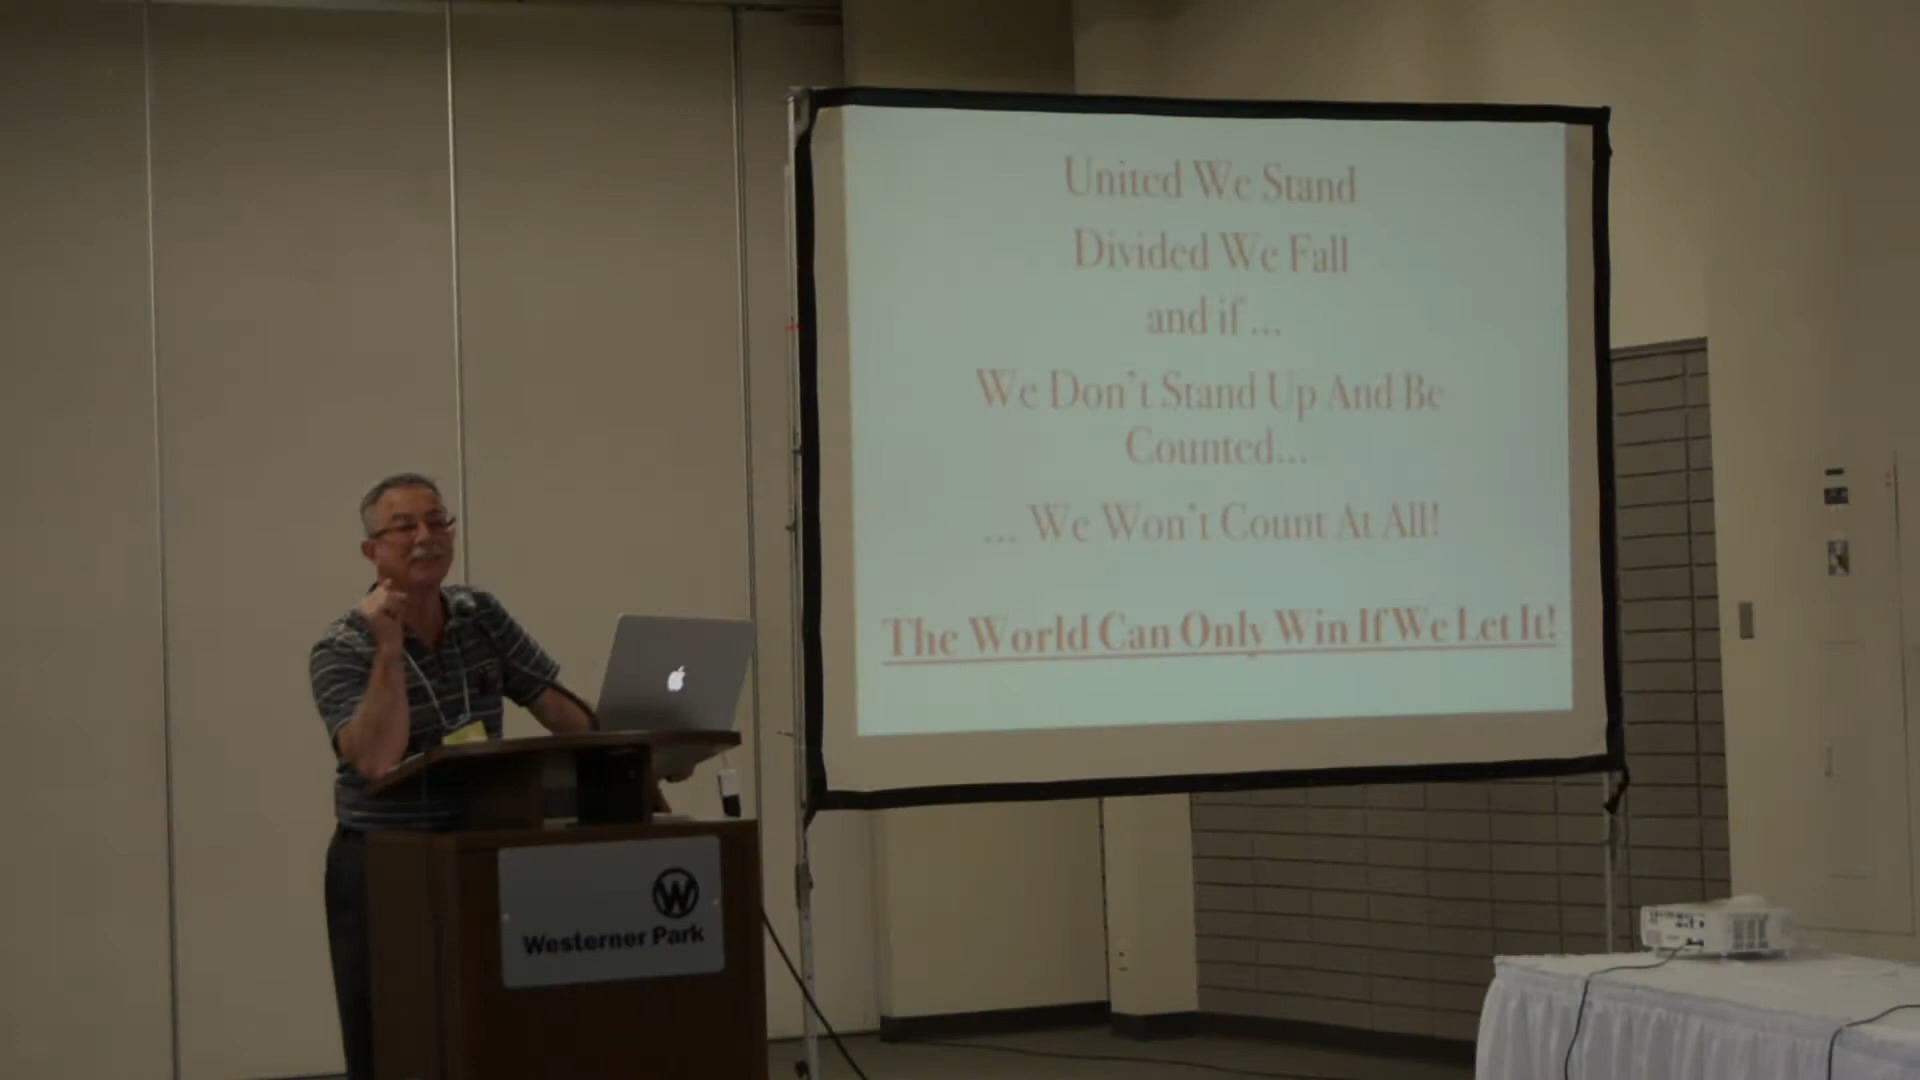 United We Stand
Divided We Fall
and if ...
We Don't Stand Up And Be
Counted...
... We Won't Count At All!
The World Can Only Win If We Let It!
W
Westerner Park